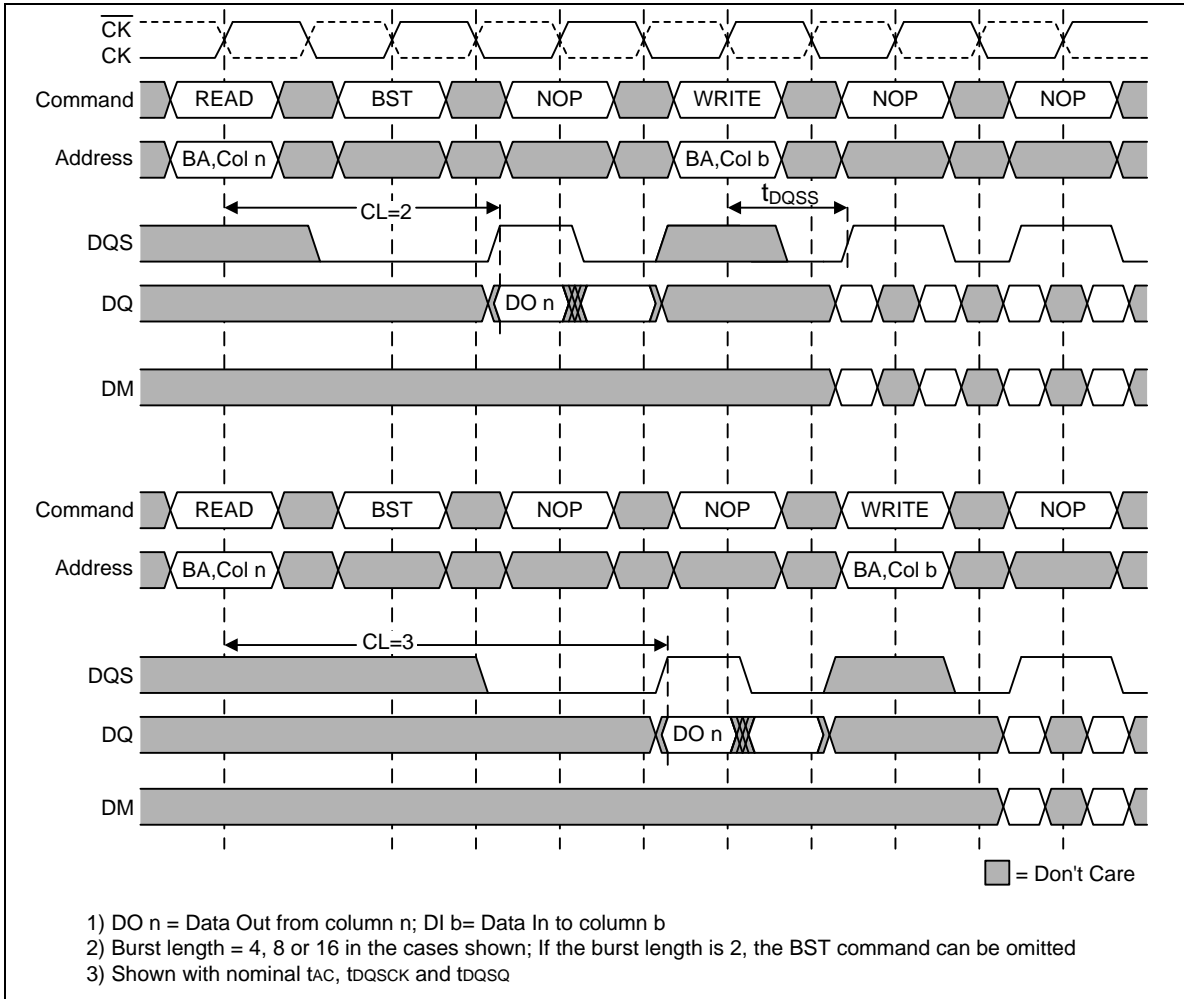 CK
CK
Command READ BST NOP WRITE NOP NOP
Address BA,Col n BA,Col b
CL=2 tDQSS
DQS
DQ DO n
DM
Command READ BST NOP NOP WRITE NOP
Address BA,Col n BA,Col b
CL=3
DQS
DQ DO n
DM
= Don't Care
1) DO n = Data Out from column n; DI b= Data In to column b
2) Burst length = 4, 8 or 16 in the cases shown; If the burst length is 2, the BST command can be omitted
3) Shown with nominal tAC, tDQSCK and tDQSQ